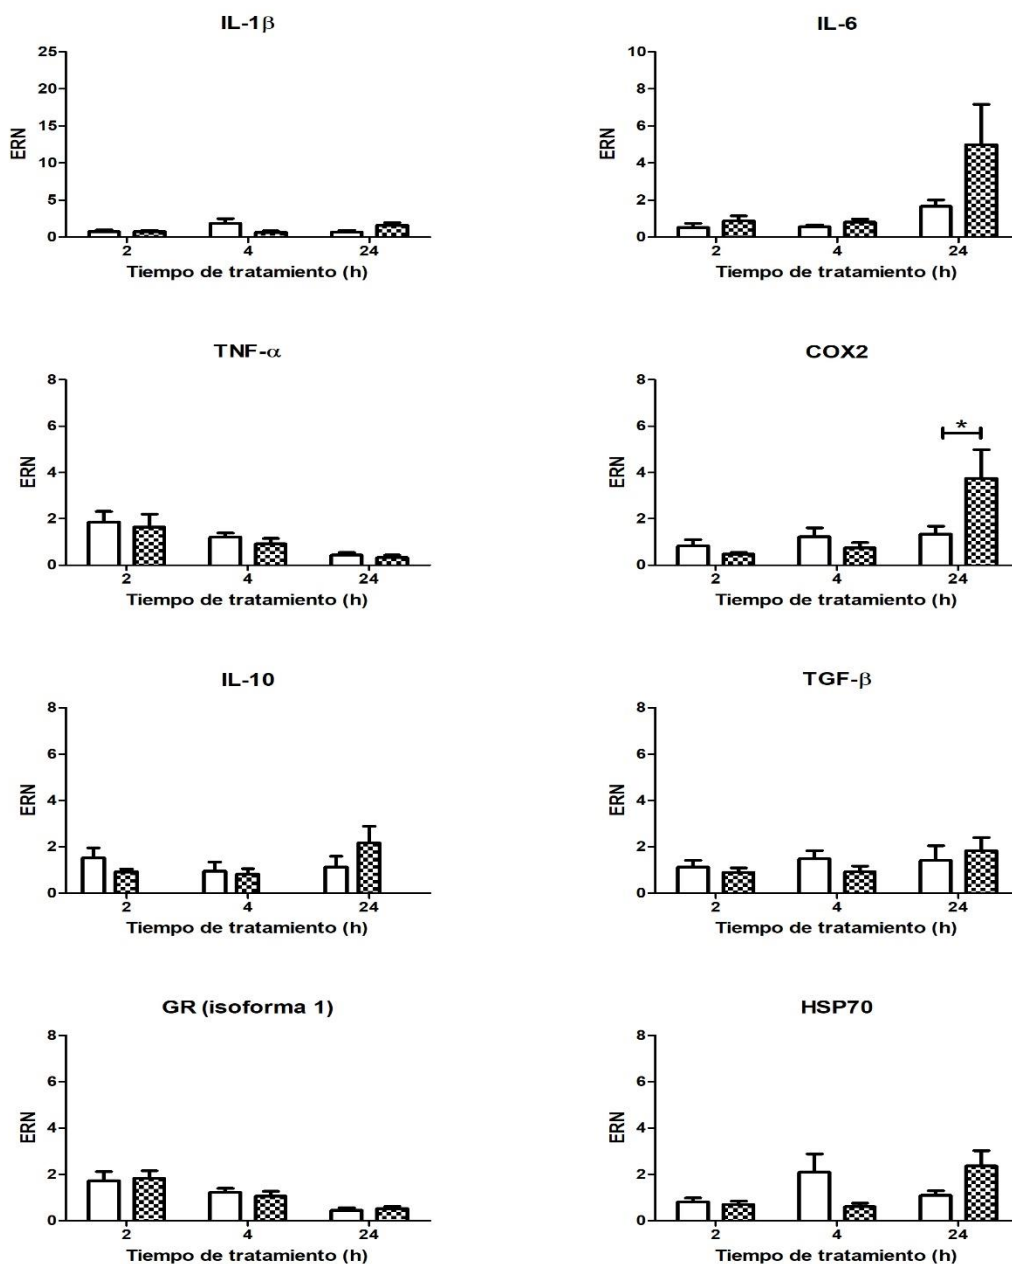 IL-1β
25
20
15
10
5
0
ERN
2 4 24
Tiempo de tratamiento (h)
IL-6
10
8
6
4
2
0
ERN
2 4 24
Tiempo de tratamiento (h)
TNF-α
8
6
4
2
0
ERN
2 4 24
Tiempo de tratamiento (h)
COX2
8
6
4
2
0
ERN
*
2 4 24
Tiempo de tratamiento (h)
IL-10
8
6
4
2
0
ERN
2 4 24
Tiempo de tratamiento (h)
TGF-β
8
6
4
2
0
ERN
2 4 24
Tiempo de tratamiento (h)
GR (isoforma 1)
8
6
4
2
0
ERN
2 4 24
Tiempo de tratamiento (h)
HSP70
8
6
4
2
0
ERN
2 4 24
Tiempo de tratamiento (h)